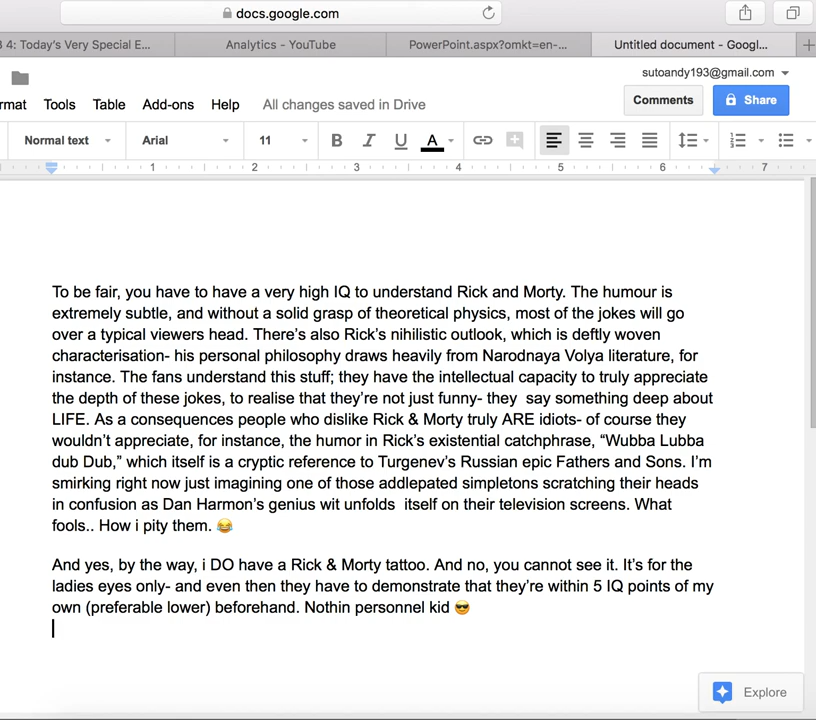 docs.google.com
3 4: Today's Very Special E...
Analytics - YouTube
PowerPoint.aspx?omkt=en-...
Untitled document - Googl...
sutoandy193@gmail.com
rmat Tools Table Add-ons Help All changes saved in Drive
Comments
Share
Normal text Arial 11 B I U A
1 2 3 4 5 6 7
To be fair, you have to have a very high IQ to understand Rick and Morty. The humour is
extremely subtle, and without a solid grasp of theoretical physics, most of the jokes will go
over a typical viewers head. There's also Rick's nihilistic outlook, which is deftly woven
characterisation- his personal philosophy draws heavily from Narodnaya Volya literature, for
instance. The fans understand this stuff; they have the intellectual capacity to truly appreciate
the depth of these jokes, to realise that they're not just funny- they  say something deep about
LIFE. As a consequences people who dislike Rick & Morty truly ARE idiots- of course they
wouldn't appreciate, for instance, the humor in Rick's existential catchphrase, “Wubba Lubba
dub Dub,” which itself is a cryptic reference to Turgenev's Russian epic Fathers and Sons. I'm
smirking right now just imagining one of those addlepated simpletons scratching their heads
in confusion as Dan Harmon's genius wit unfolds  itself on their television screens. What
fools.. How i pity them. 😂
And yes, by the way, i DO have a Rick & Morty tattoo. And no, you cannot see it. It's for the
ladies eyes only- and even then they have to demonstrate that they're within 5 IQ points of my
own (preferable lower) beforehand. Nothin personnel kid 😎
Explore